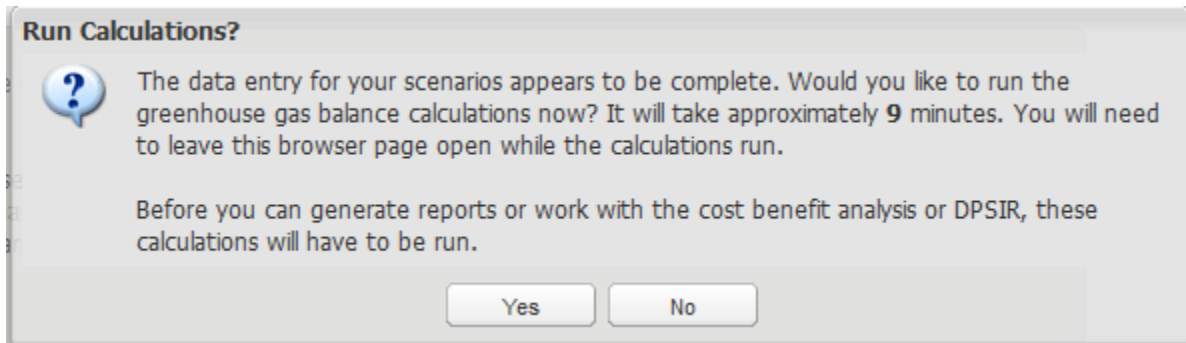 Run Calculations?
The data entry for your scenarios appears to be complete. Would you like to run the
greenhouse gas balance calculations now? It will take approximately 9 minutes. You will need
to leave this browser page open while the calculations run.
Before you can generate reports or work with the cost benefit analysis or DPSIR, these
calculations will have to be run.
Yes No